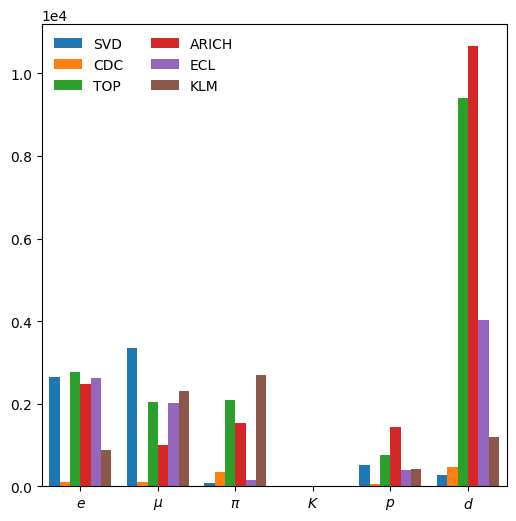 1e4
SVD ARICH
CDC ECL
TOP KLM
1.0
0.8
0.6
0.4
0.2
0.0
e μ π K p d